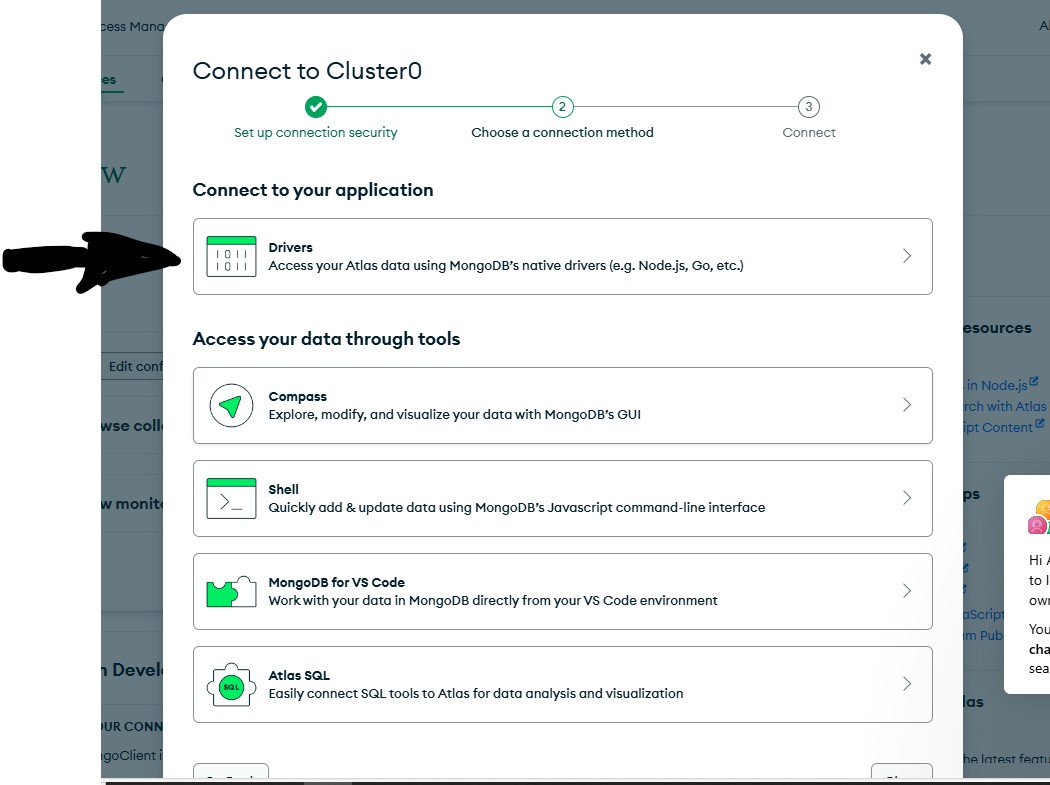 Connect to Cluster0
2
3
Set up connection security
Choose a connection method
Connect
Connect to your application
Drivers
Access your Atlas data using MongoDB's native drivers (e.g. Node.js, Go, etc.)
Access your data through tools
Compass
Explore, modify, and visualize your data with MongoDB's GUI
Shell
Quickly add & update data using MongoDB's Javascript command-line interface
MongoDB for VS Code
Work with your data in MongoDB directly from your VS Code environment
SQL
Atlas SQL
Easily connect SQL tools to Atlas for data analysis and visualization
cess Mana
es
w
Edit conf
wse coll
w monito
n Develo
OUR CONN
ngoClient i
esources
in Node.js
rch with Atlas
ipt Content
ps
aScript
m Pub
las
he latest featu
Hi A
to l
own
You
cha
sea